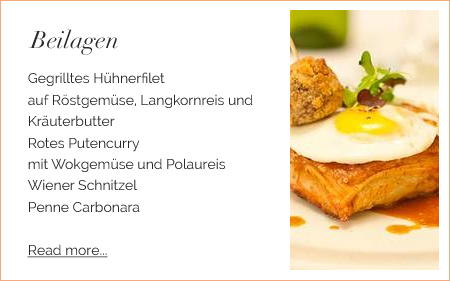 Beilagen
Gegrilltes Hühnerfilet
auf Röstgemüse, Langkornreis und
Kräuterbutter
Rotes Putencurry
mit Wokgemüse und Polaureis
Wiener Schnitzel
Penne Carbonara
Read more...